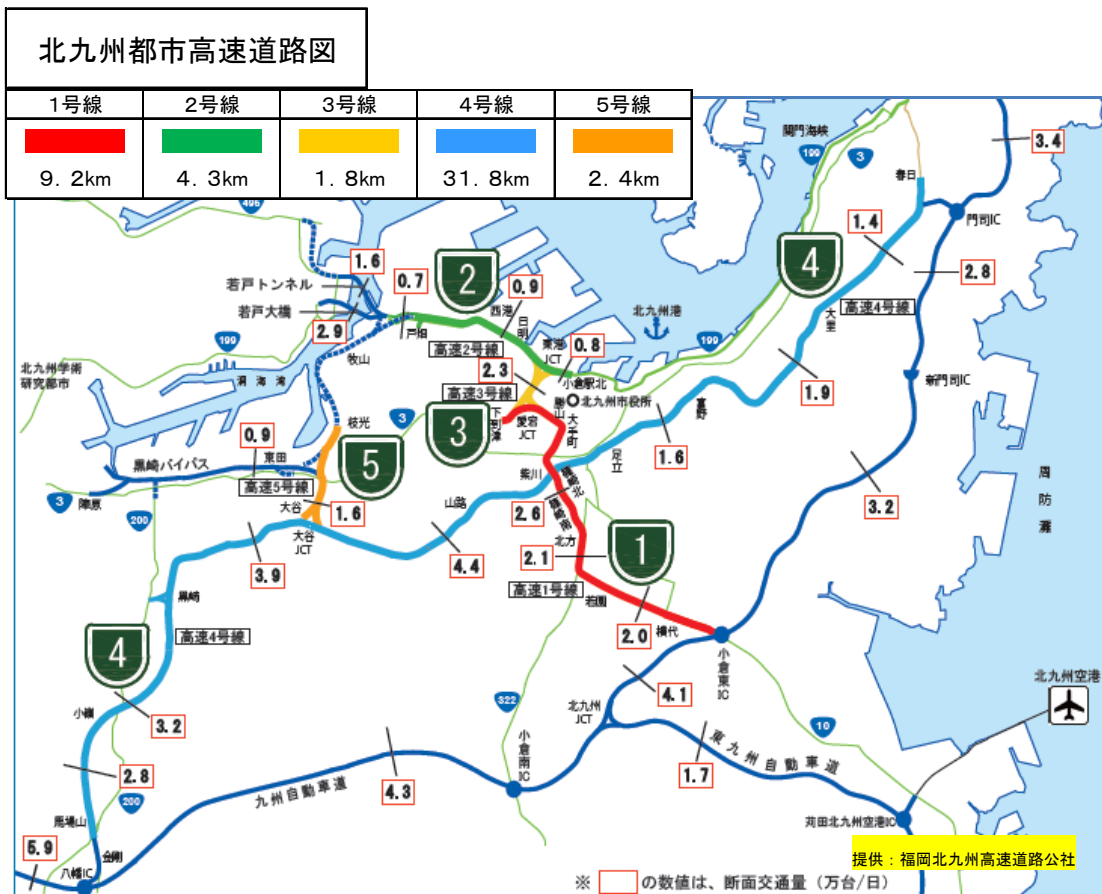 北九州都市高速道路図
1号線 2号線 3号線 4号線 5号線
9.2km 4.3km 1.8km 31.8km 2.4km
関門海峡
199
3
3.4
春日
門司IC
495
1.4
2.8
4
高速4号線
大里
1.6
若戸トンネル
0.7
2
0.9
西港
日明
若戸大橋
2.9
戸畑
高速2号線
東港JCT
0.8
北九州港
199
199
牧山
洞海湾
北九州学術
研究都市
2.3
小倉駅北
北九州市役所
高速3号線
勝山
大手町
愛宕JCT
下到津
3
3
富野
1.9
新門司IC
枝光
0.9
東田
5
黒崎バイパス
高速5号線
大谷
1.6
足立
1.6
紫川
3
陣原
200
山路
2.6
篠崎北
篠崎南
北方
3.2
周防灘
大谷JCT
4.4
3.9
2.1
1
高速1号線
若園
黒崎
2.0
横代
小倉東IC
高速4号線
4
4.1
北九州JCT
322
北九州空港
10
小嶺
3.2
小倉南IC
東九州自動車道
1.7
2.8
200
九州自動車道
4.3
馬場山
金剛
苅田北九州空港IC
5.9
八幡IC
提供：福岡北九州高速道路公社
※ の数値は、断面交通量（万台/日）